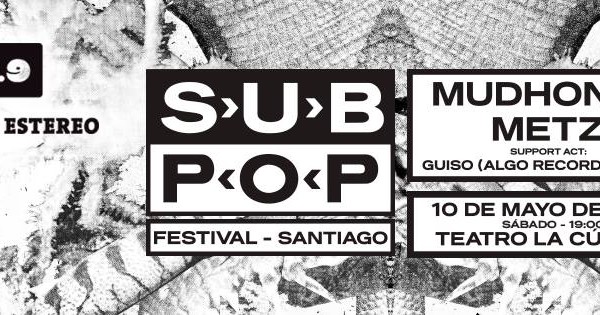 .9
ESTEREO
S›U›B
P‹O‹P
FESTIVAL - SANTIAGO
MUDHON
METZ
SUPPORT ACT:
GUISO (ALGO RECORD
10 DE MAYO DE
SÁBADO - 19:00
TEATRO LA CÚ